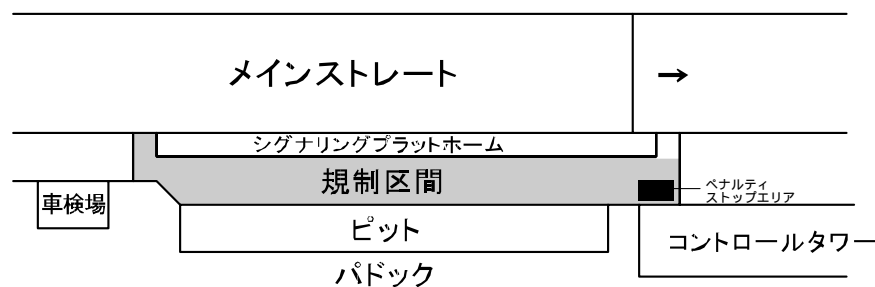 メインストレート
→
シグナリングプラットホーム
規制区間
ペナルティ
ストップエリア
車検場
ピット
コントロールタワー
パドック